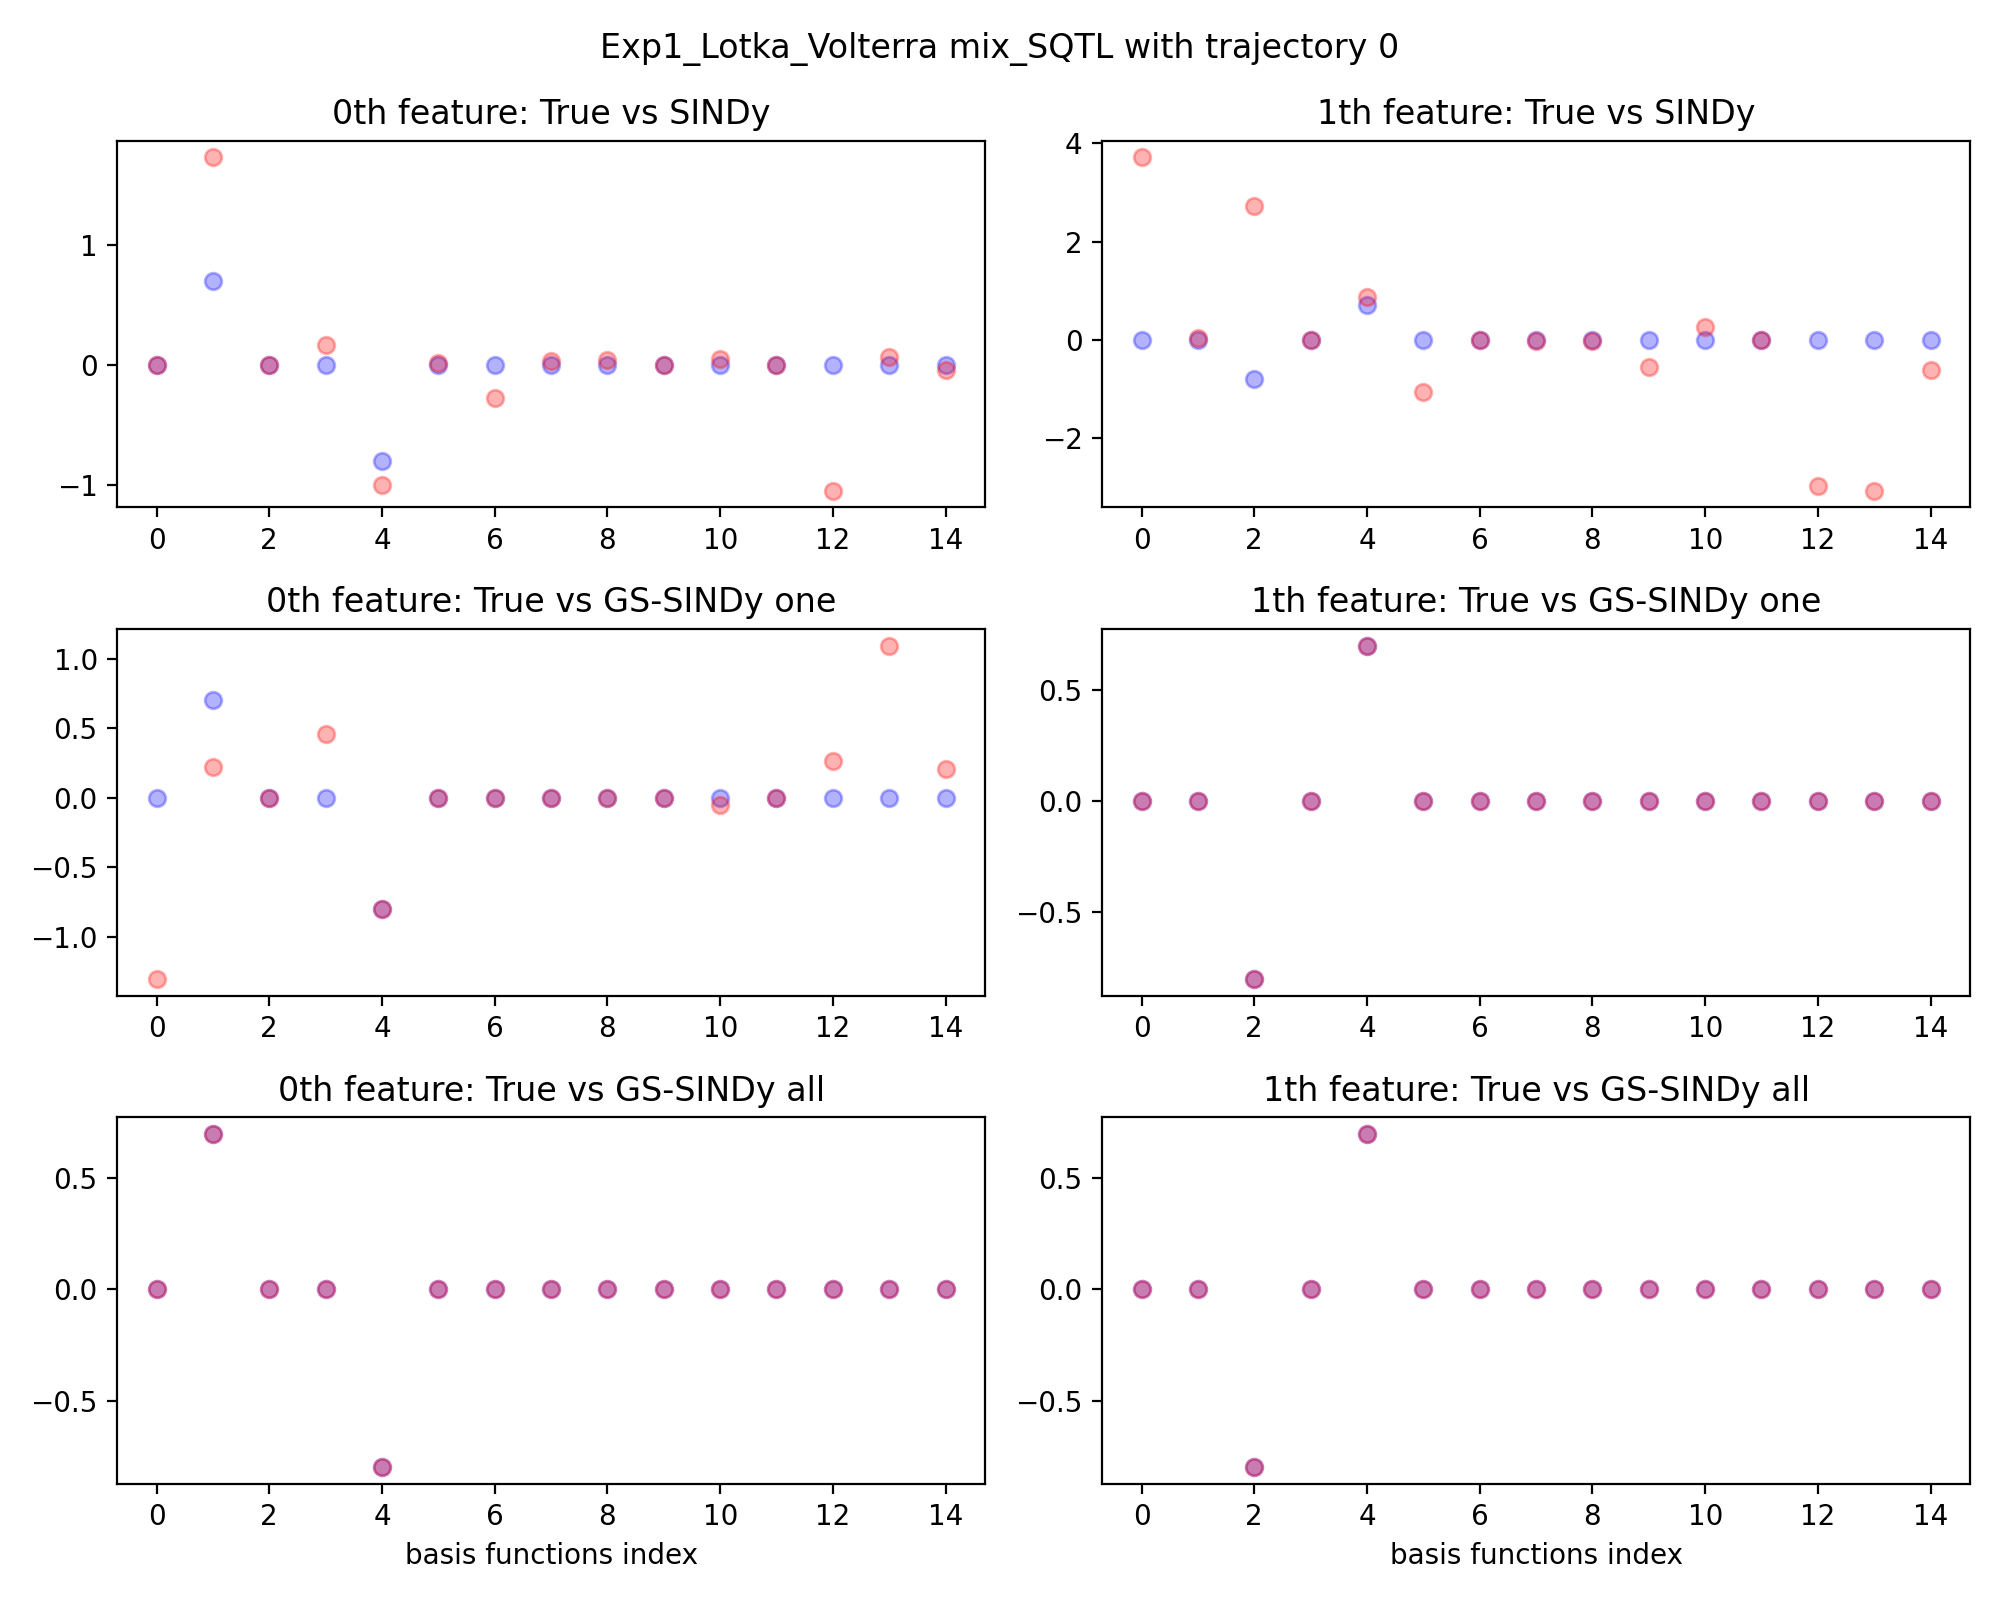 Exp1_Lotka_Volterra mix_SQTL with trajectory 0
0th feature: True vs SINDy
1
0
−1
0 2 4 6 8 10 12 14
1th feature: True vs SINDy
4
2
0
−2
0 2 4 6 8 10 12 14
0th feature: True vs GS-SINDy one
1.0
0.5
0.0
−0.5
−1.0
0 2 4 6 8 10 12 14
1th feature: True vs GS-SINDy one
0.5
0.0
−0.5
0 2 4 6 8 10 12 14
0th feature: True vs GS-SINDy all
0.5
0.0
−0.5
0 2 4 6 8 10 12 14
basis functions index
1th feature: True vs GS-SINDy all
0.5
0.0
−0.5
0 2 4 6 8 10 12 14
basis functions index